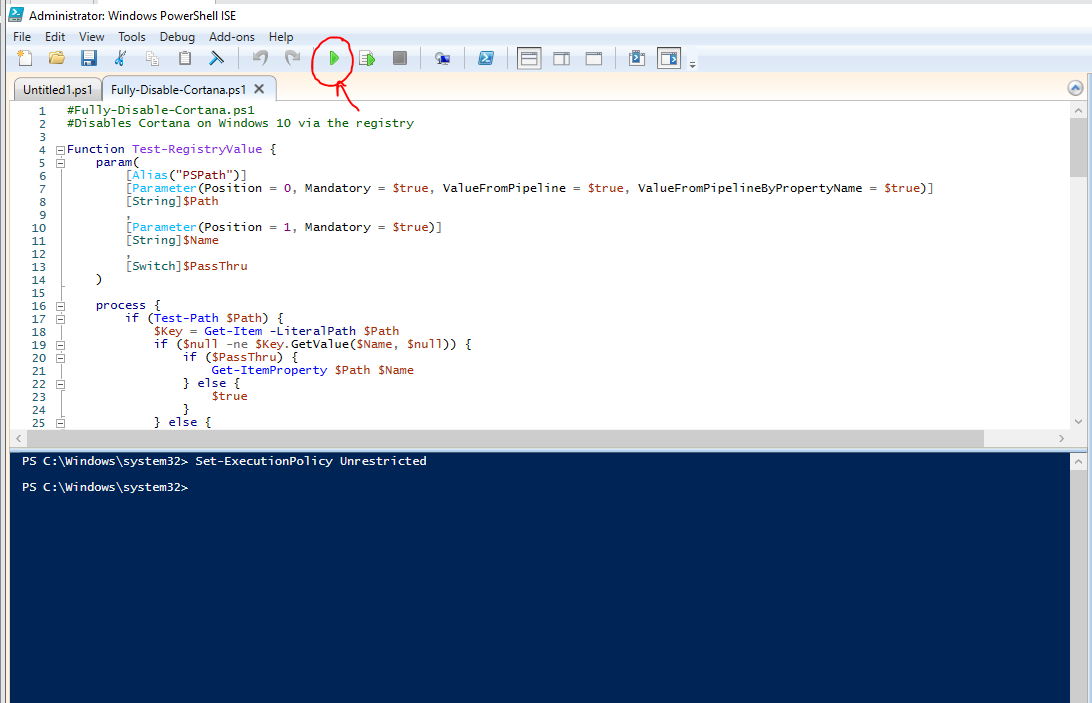 Administrator: Windows PowerShell ISE
File Edit View Tools Debug Add-ons Help
Untitled1.ps1 Fully-Disable-Cortana.ps1
1 #Fully-Disable-Cortana.ps1
2 #Disables Cortana on Windows 10 via the registry
3
4 Function Test-RegistryValue {
5     param(
6         [Alias("PSPath")]
7         [Parameter(Position = 0, Mandatory = $true, ValueFromPipeline = $true, ValueFromPipelineByPropertyName = $true)]
8         [String]$Path
9         ,
10         [Parameter(Position = 1, Mandatory = $true)]
11         [String]$Name
12         ,
13         [Switch]$PassThru
14     )
15
16     process {
17         if (Test-Path $Path) {
18             $Key = Get-Item -LiteralPath $Path
19             if ($null -ne $Key.GetValue($Name, $null)) {
20                 if ($PassThru) {
21                     Get-ItemProperty $Path $Name
22                 } else {
23                     $true
24                 }
25             } else {
PS C:\Windows\system32> Set-ExecutionPolicy Unrestricted
PS C:\Windows\system32>